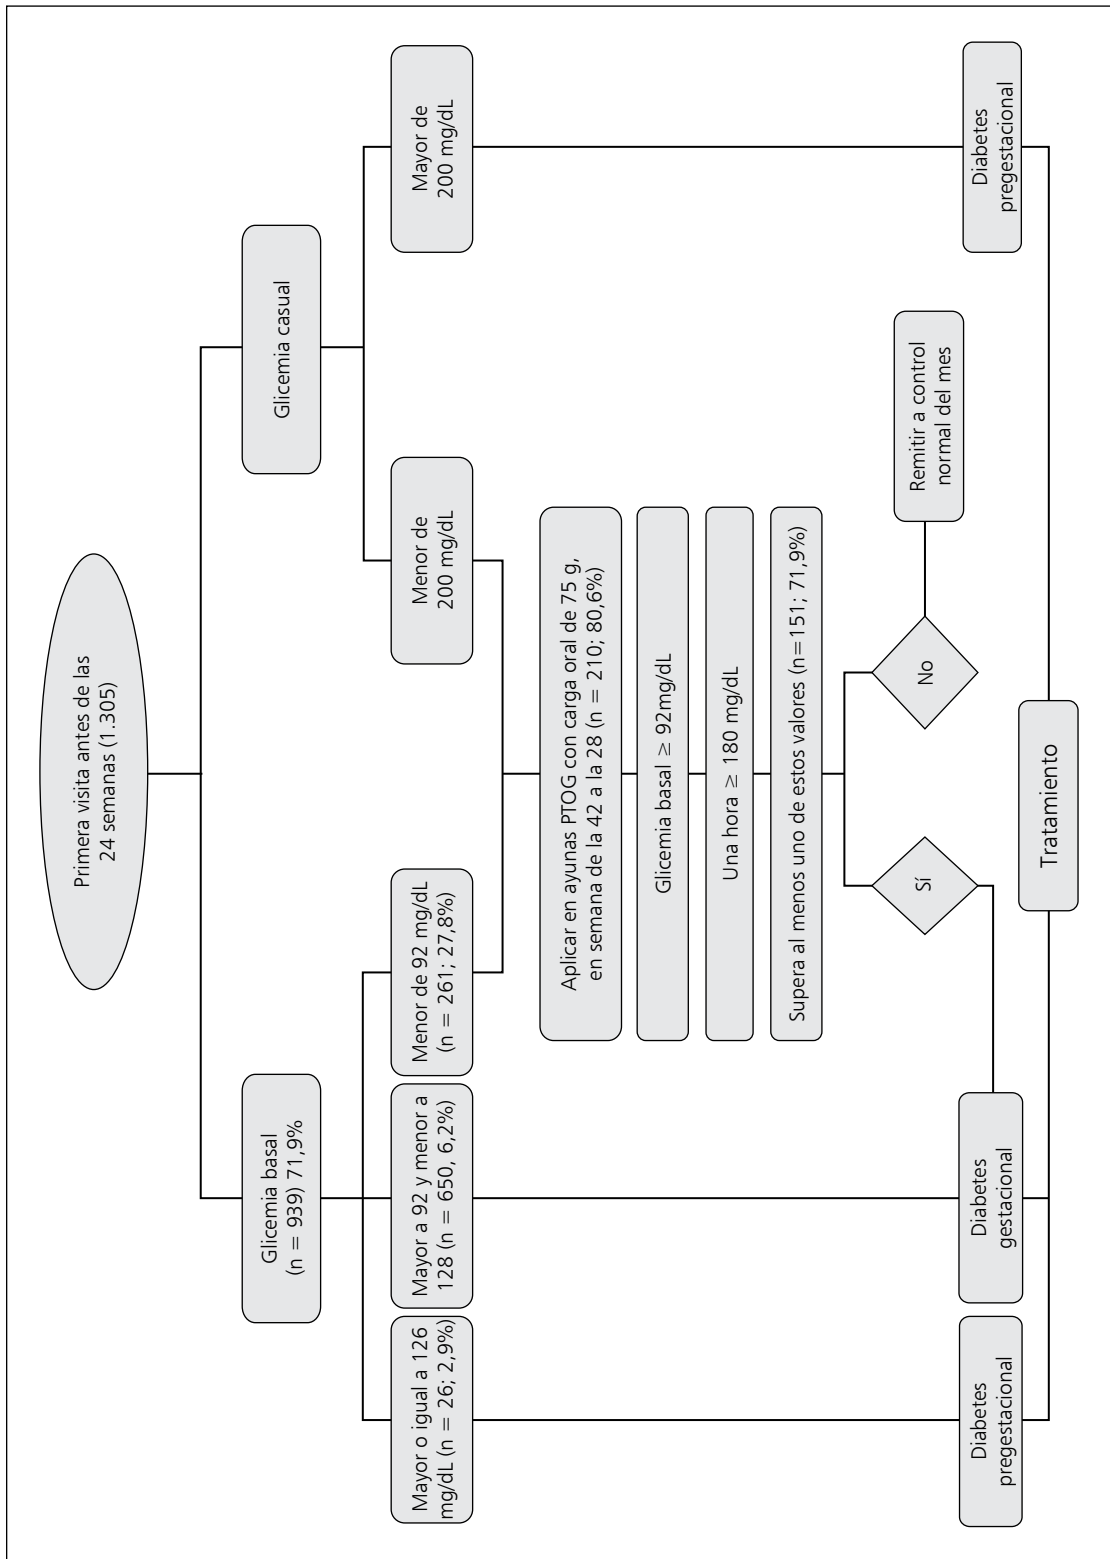 Primera visita antes de las
24 semanas (1.305)
Glicemia basal
(n = 939) 71,9%
Glicemia casual
Mayor o igual a 126
mg/dL (n = 26; 2,9%)
Mayor a 92 y menor a
128 (n = 650, 6,2%)
Menor de 92 mg/dL
(n = 261; 27,8%)
Menor de
200 mg/dL
Mayor de
200 mg/dL
Aplicar en ayunas PTOG con carga oral de 75 g,
en semana de la 42 a la 28 (n = 210; 80,6%)
Glicemia basal ≥ 92mg/dL
Una hora ≥ 180 mg/dL
Supera al menos uno de estos valores (n=151; 71,9%)
Sí
No
Remitir a control
normal del mes
Diabetes
pregestacional
Diabetes
gestacional
Diabetes
pregestacional
Tratamiento